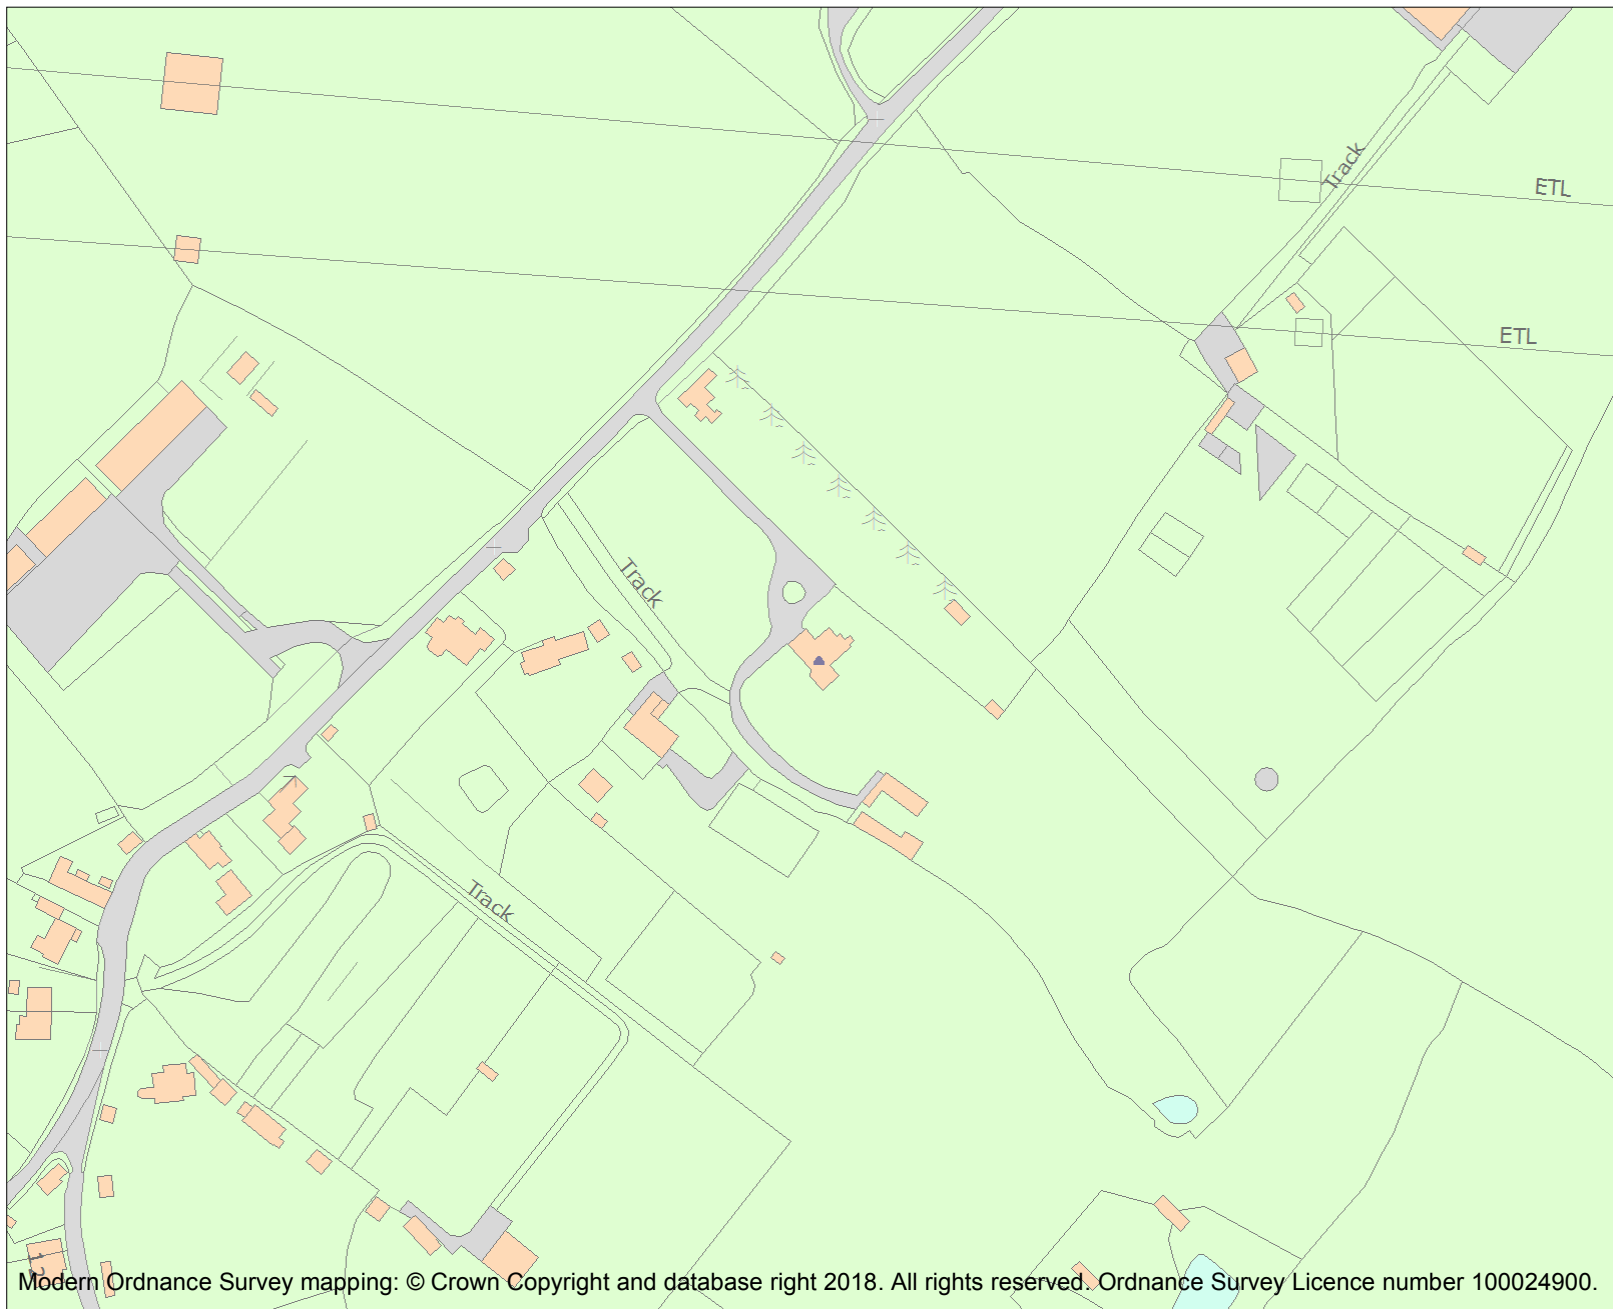 Track
ETL
ETL
Track
Track
Modern Ordnance Survey mapping: © Crown Copyright and database right 2018. All rights reserved. Ordnance Survey Licence number 100024900.